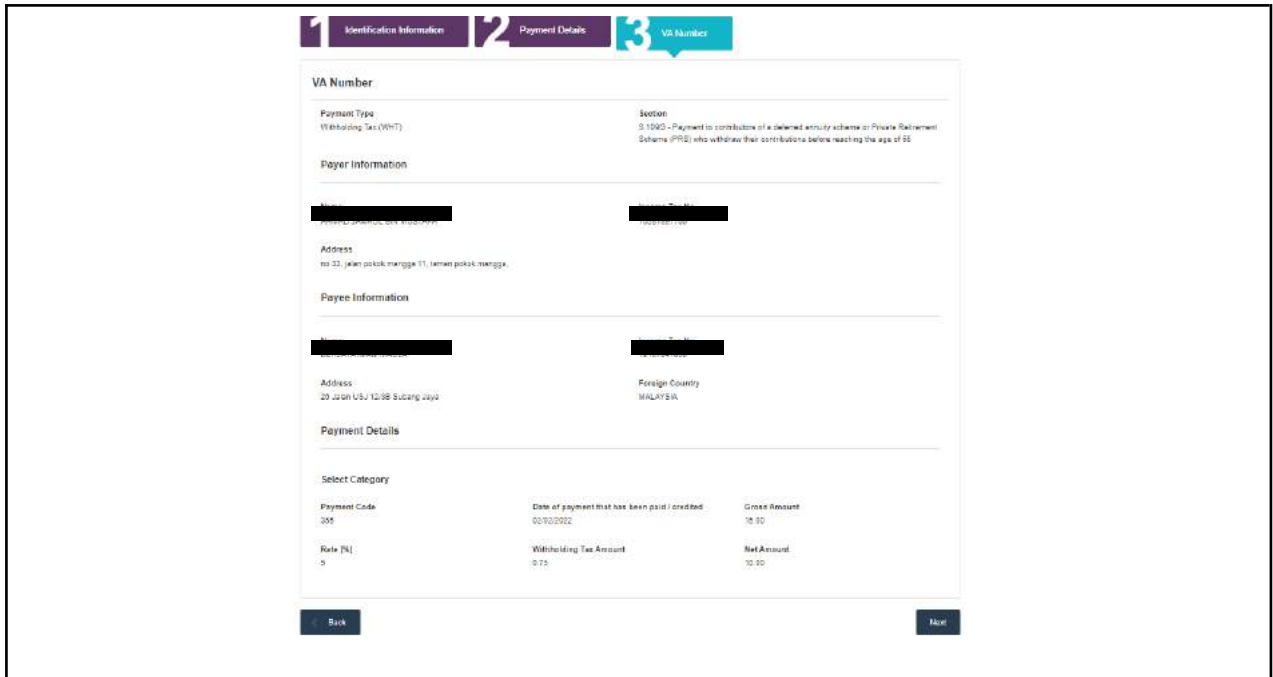 1 Identification Information 2 Payment Details 3 VA Number
VA Number
Payment Type Section
Withholding Tax (WHT) S.109G - Payment to contributors of a deferred annuity scheme or Private Retirement
Scheme (PRS) who withdraw their contributions before reaching the age of 55
Payer Information
Address
no 33, jalan pokok mangga 11, taman pokok mangga,
Payee Information
Address Foreign Country
Jalan USJ Subang Jaya MALAYSIA
Payment Details
Select Category
Payment Code Date of payment that has been paid / credited Gross Amount
02/02/2022
Rate [%] Withholding Tax Amount Net Amount
0.75
Back Next